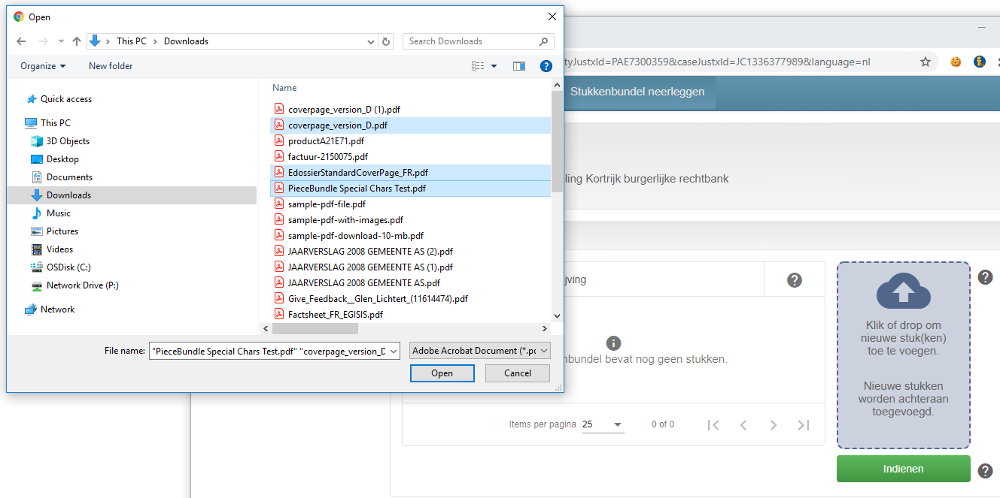 Open
This PC
Downloads
Search Downloads
Organize
New folder
?
Quick access
This PC
3D Objects
Desktop
Documents
Downloads
Music
Pictures
Videos
OSDisk (C:)
Network Drive (P:)
Network
Name
coverpage_version_D (1).pdf
coverpage_version_D.pdf
productA21E71.pdf
factuur-2150075.pdf
EdossierStandardCoverPage_FR.pdf
PieceBundle Special Chars Test.pdf
sample-pdf-file.pdf
sample-pdf-with-images.pdf
sample-pdf-download-10-mb.pdf
JAARVERSLAG 2008 GEMEENTE AS (2).pdf
JAARVERSLAG 2008 GEMEENTE AS (1).pdf
JAARVERSLAG 2008 GEMEENTE AS.pdf
Give_Feedback__Glen_Lichtert_(11614474).pdf
Factsheet_FR_EGISIS.pdf
File name:
"PieceBundle Special Chars Test.pdf" "coverpage_version_D
Adobe Acrobat Document (*.pd
Open
Cancel
tyJustxId=PAE7300359&caseJustxId=JC1336377989&language=nl
Stukkenbundel neerleggen
ling Kortrijk burgerlijke rechtbank
jving
?
nbundel bevat nog geen stukken.
Items per pagina
25
0 of 0
Klik of drop om
nieuwe stuk(ken)
toe te voegen.
Nieuwe stukken
worden achteraan
toegevoegd.
?
Indienen
?